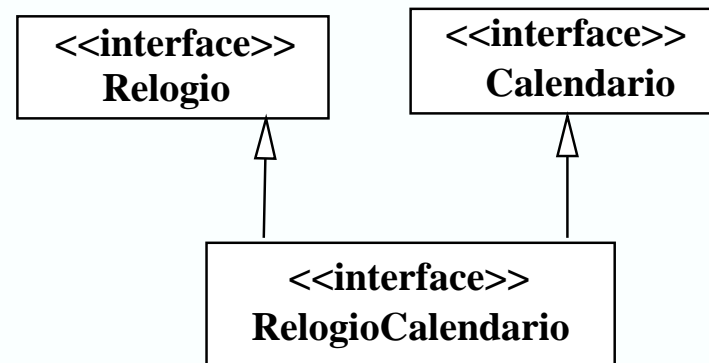 <<interface>>
Relogio
<<interface>>
Calendario
<<interface>>
RelogioCalendario